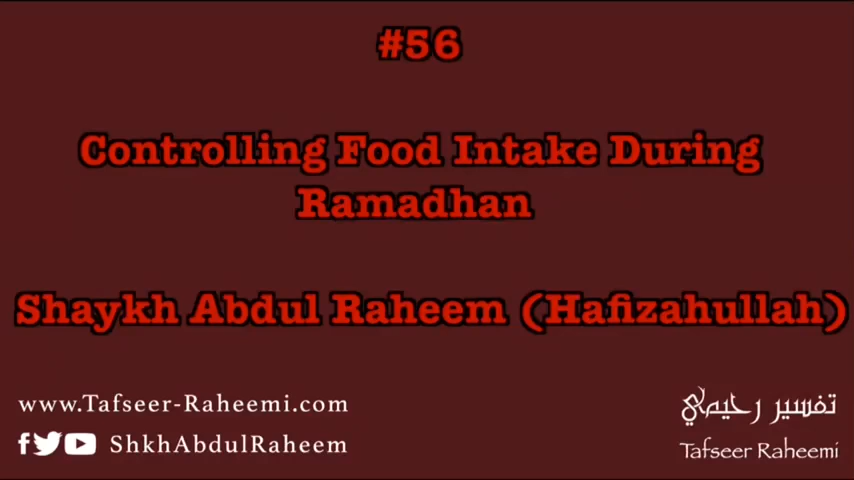 #56
Controlling Food Intake During
Ramadhan
Shaykh Abdul Raheem (Hafizahullah)
www.Tafseer-Raheemi.com
ShkhAbdulRaheem
تفسير رحيمي
Tafseer Raheemi